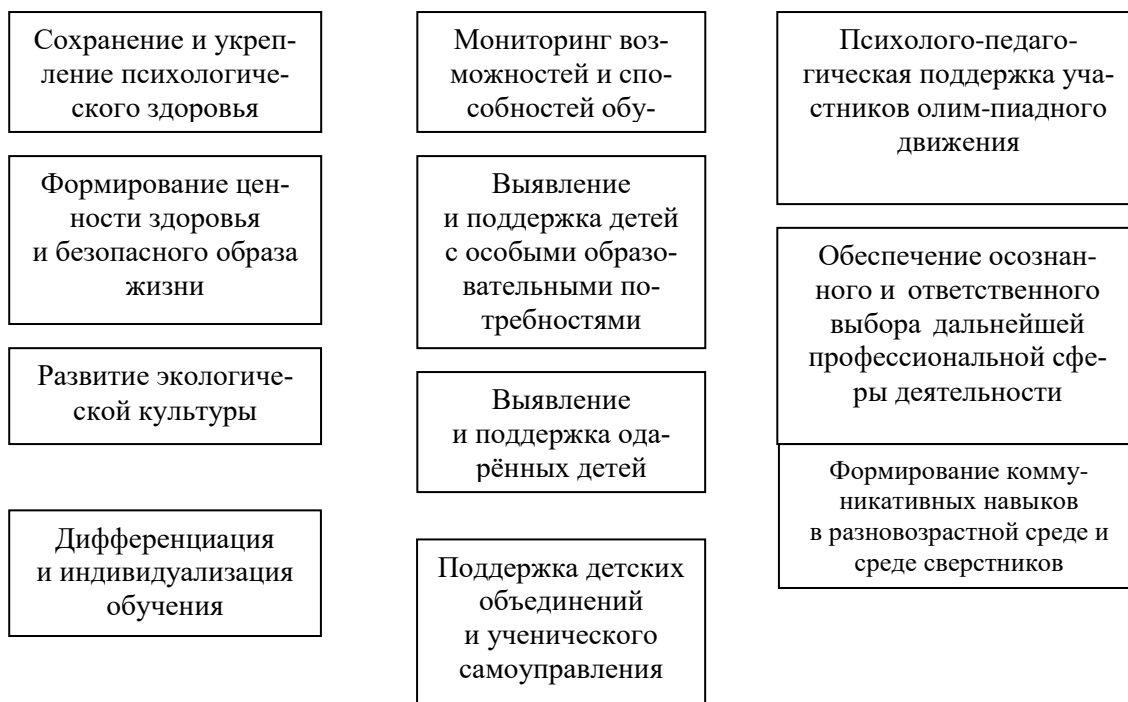 Сохранение и укреп-
ление психологиче-
ского здоровья
Формирование цен-
ности здоровья
и безопасного образа
жизни
Развитие экологиче-
ской культуры
Дифференциация
и индивидуализация
обучения
Мониторинг воз-
можностей и спо-
собностей обу-
Выявление
и поддержка детей
с особыми образо-
вательными по-
требностями
Выявление
и поддержка ода-
рённых детей
Поддержка детских
объединений
и ученического
самоуправления
Психолого-педаго-
гическая поддержка уча-
стников олим-пиадного
движения
Обеспечение осознан-
ного и ответственного
выбора дальнейшей
профессиональной сфе-
ры деятельности
Формирование комму-
никативных навыков
в разновозрастной среде и
среде сверстников